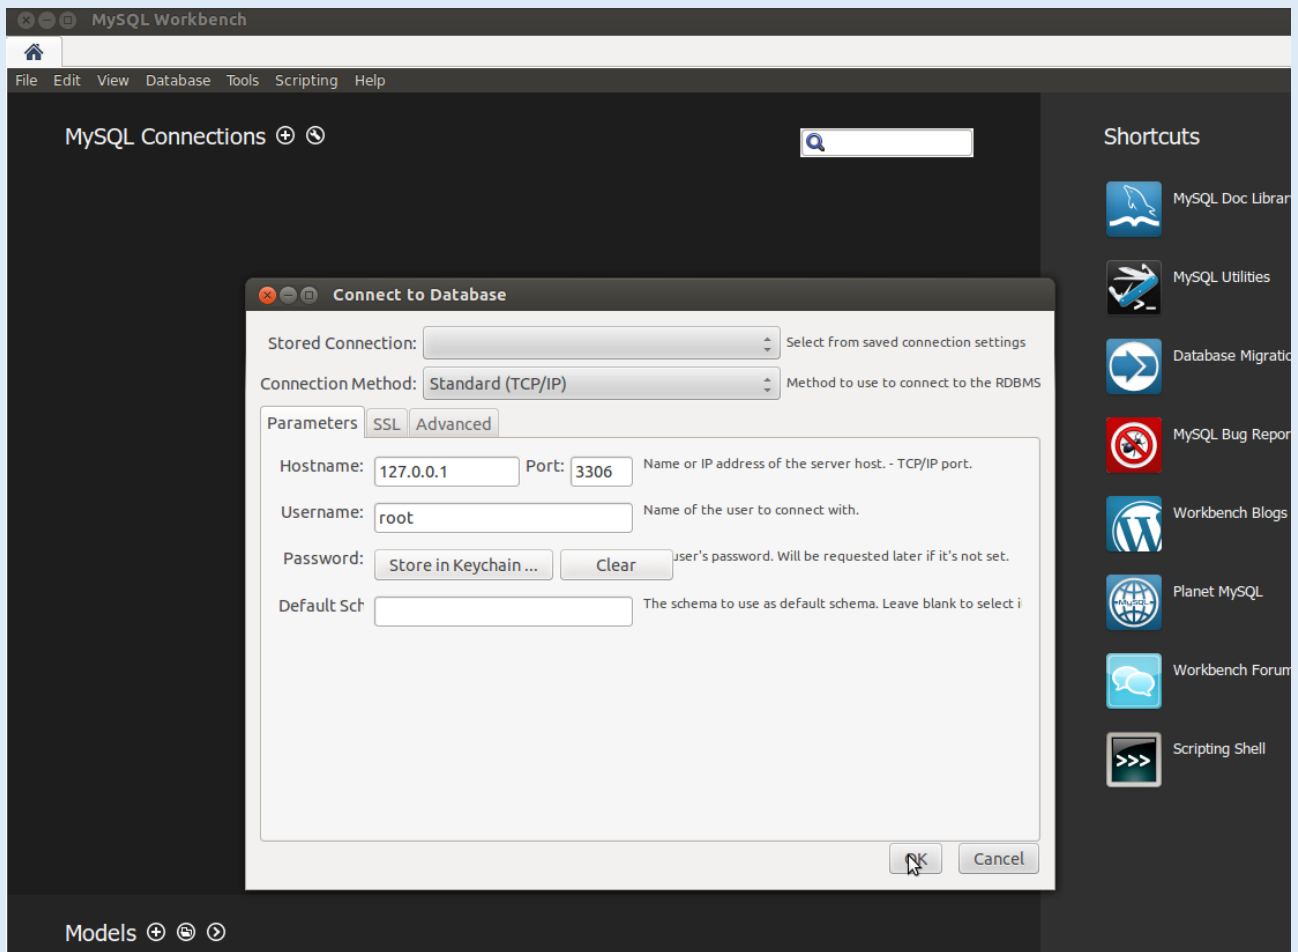 MySQL Workbench
File Edit View Database Tools Scripting Help
MySQL Connections
Shortcuts
MySQL Doc Librar
MySQL Utilities
Database Migratio
MySQL Bug Repor
Workbench Blogs
Planet MySQL
Workbench Forum
Scripting Shell
Connect to Database
Stored Connection: Select from saved connection settings
Connection Method: Standard (TCP/IP) Method to use to connect to the RDBMS
Parameters SSL Advanced
Hostname: 127.0.0.1 Port: 3306 Name or IP address of the server host. - TCP/IP port.
Username: root Name of the user to connect with.
Password: Store in Keychain ... Clear user's password. Will be requested later if it's not set.
Default Sch The schema to use as default schema. Leave blank to select i
OK Cancel
Models